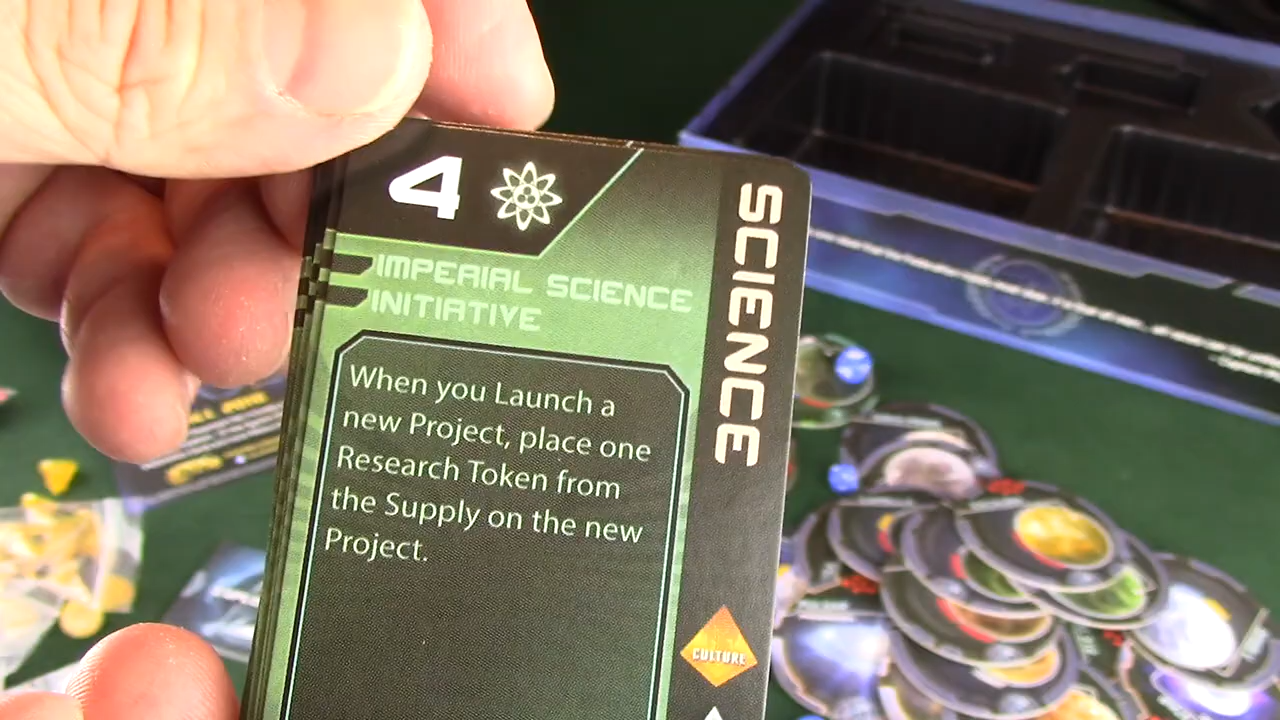 4
SCIENCE
IMPERIAL SCIENCE
INITIATIVE
When you Launch a
new Project, place one
Research Token from
the Supply on the new
Project.
CULTURE